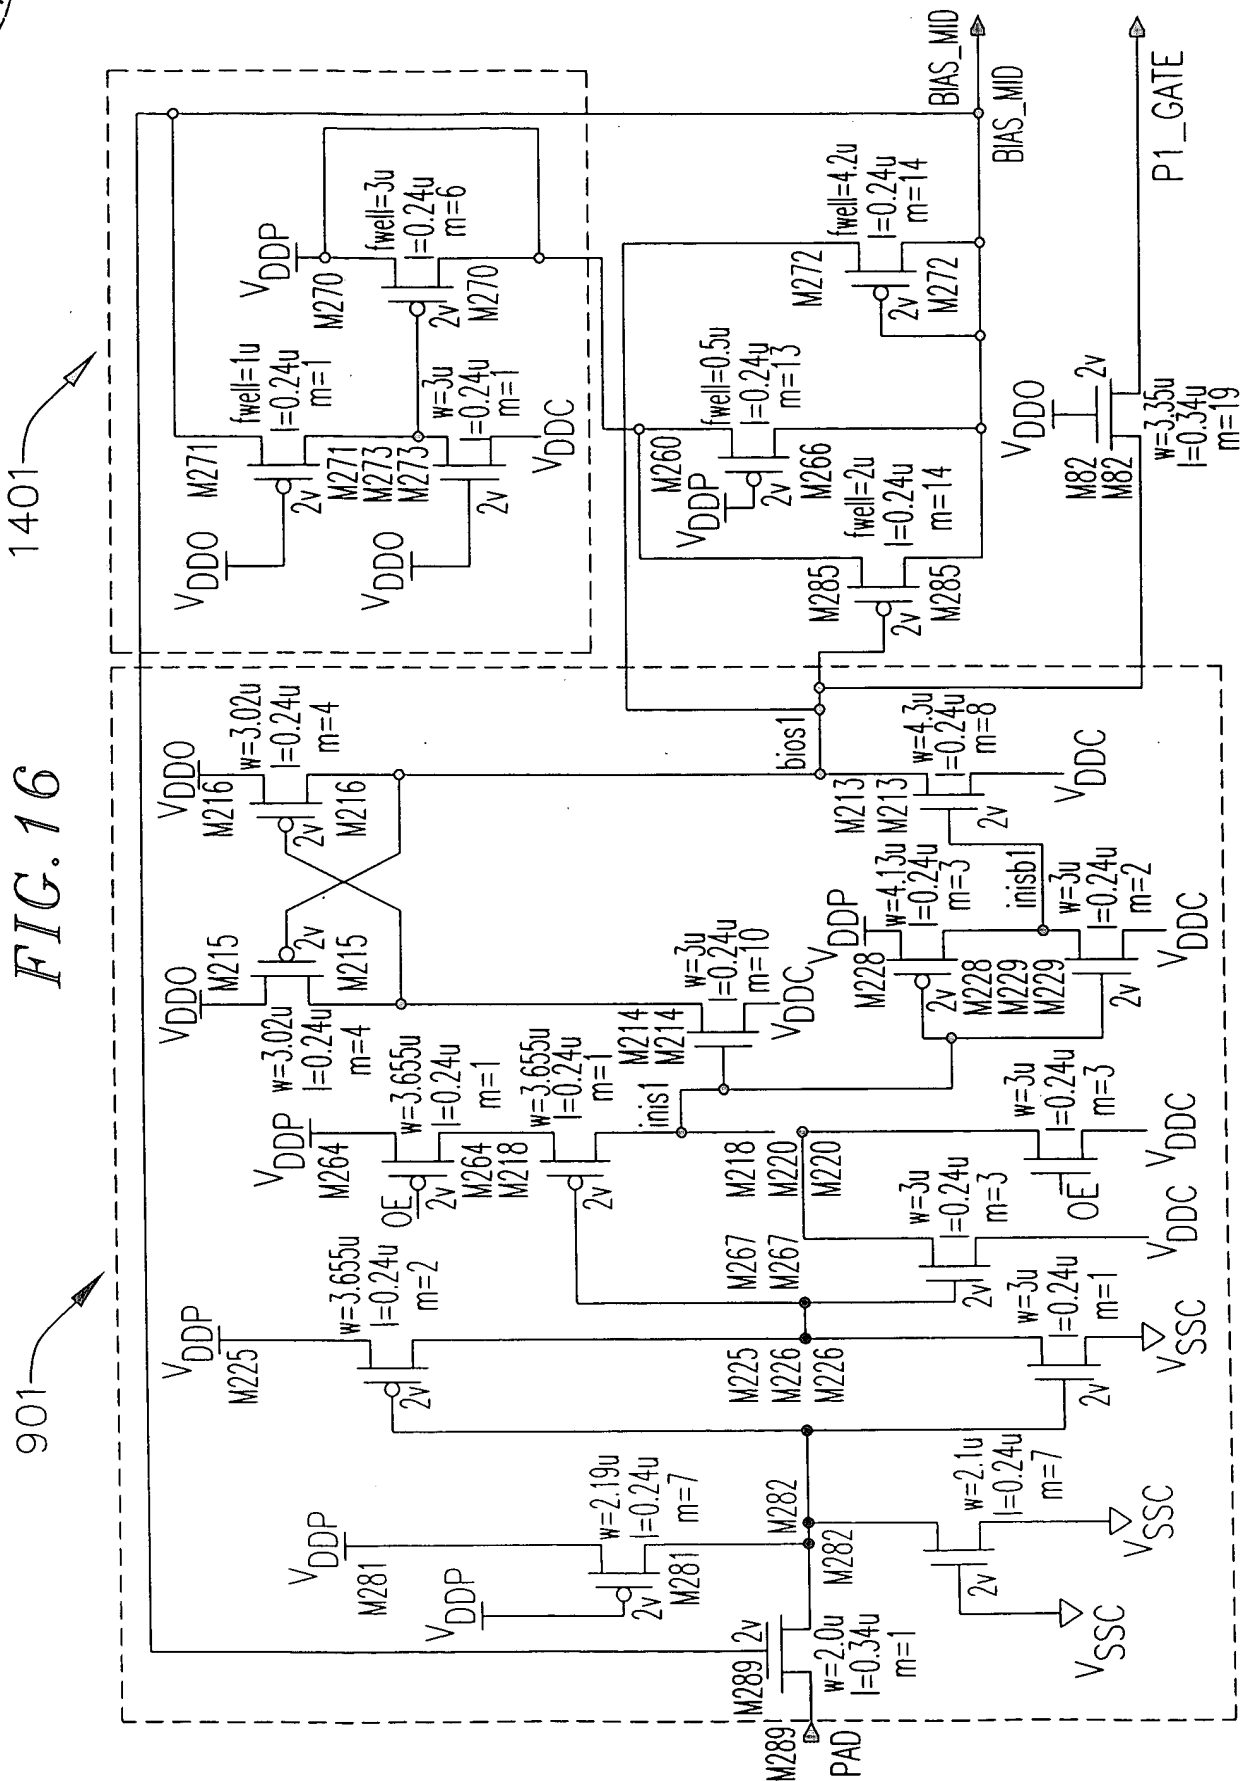 FIG. 16
901
1401
M289
PAD
M289 2v
w=2.0u
l=0.34u
m=1
VDDP
M281
VDDP
2v
M281
w=2.19u
l=0.24u
m=7
M282
M282
2v
w=2.1u
l=0.24u
m=7
VSSC
VSSC
VDDP
M225
2v
w=3.655u
l=0.24u
m=2
M225
M226
M226
2v
w=3u
l=0.24u
m=1
VSSC
VDDP
M264
OE
2v
M264
w=3.655u
l=0.24u
m=1
M218
2v
w=3.655u
l=0.24u
m=1
inis1
M218
M220
M220
M267
M267
2v
w=3u
l=0.24u
m=3
VDDC
OE
w=3u
l=0.24u
m=3
VDDC
VDDO
M215
2v
M215
w=3.02u
l=0.24u
m=4
VDDO
M216
2v
M216
w=3.02u
l=0.24u
m=4
M214
M214
w=3u
l=0.24u
m=10
VDDC
VDDP
M228
2v
M228
w=4.13u
l=0.24u
m=3
inisb1
M229
M229
2v
w=3u
l=0.24u
m=2
VDDC
bios1
M213
M213
2v
w=4.3u
l=0.24u
m=8
VDDC
VDDO
M271
2v
M271
fwell=1u
l=0.24u
m=1
VDDO
M273
M273
2v
w=3u
l=0.24u
m=1
VDDC
VDDP
M270
2v
M270
fwell=3u
l=0.24u
m=6
M285
2v
M285
fwell=2u
l=0.24u
m=14
M260
VDDP
2v
M266
fwell=0.5u
l=0.24u
m=13
M272
2v
M272
fwell=4.2u
l=0.24u
m=14
BIAS_MID
BIAS_MID
VDDO
M82
M82
2v
w=3.35u
l=0.34u
m=19
P1_GATE